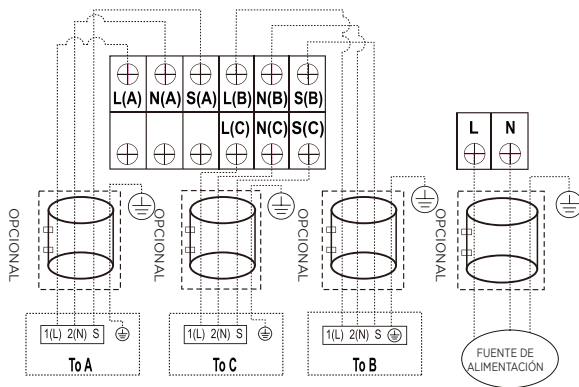 L(A) N(A) S(A) L(B) N(B) S(B)
L(C) N(C) S(C)
L N
OPCIONAL
OPCIONAL
OPCIONAL
OPCIONAL
1(L) 2(N) S
To A
1(L) 2(N) S
To C
1(L) 2(N) S
To B
FUENTE DE
ALIMENTACIÓN